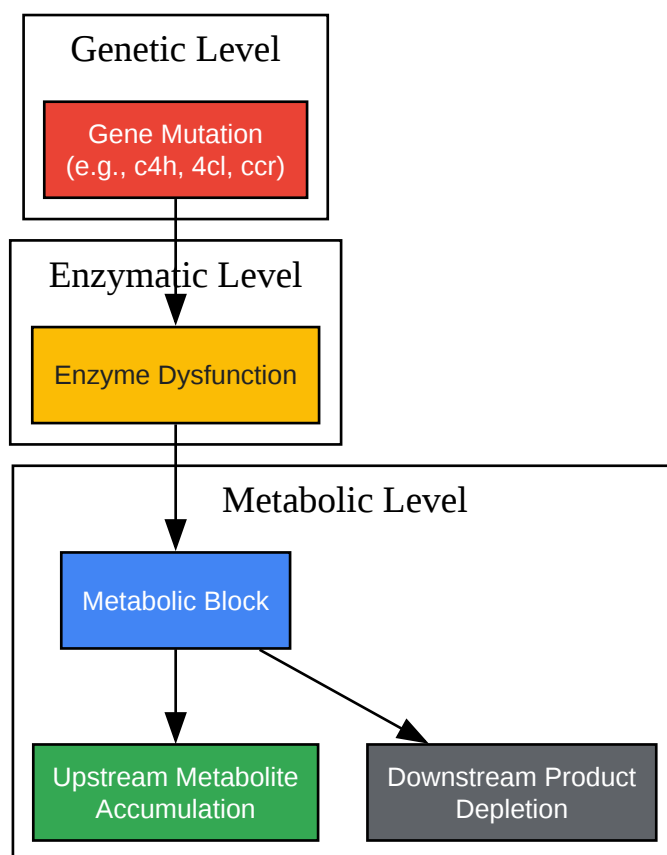 Genetic Level
Gene Mutation
(e.g., c4h, 4cl, ccr)
Enzymatic Level
Enzyme Dysfunction
Metabolic Level
Metabolic Block
Upstream Metabolite
Accumulation
Downstream Product
Depletion